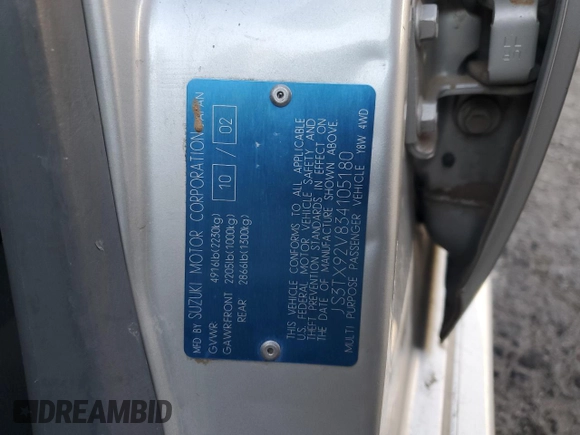 MFD BY SUZUKI MOTOR CORPORATION JAPAN
GVWR 4916lb(2230kg)
GAWRFRONT 2205lb(1000kg)
REAR 2866lb(1300kg)
10 / 02
THIS VEHICLE CONFORMS TO ALL APPLICABLE
U.S. FEDERAL MOTOR VEHICLE SAFETY AND
THEFT PREVENTION STANDARDS IN EFFECT ON
THE DATE OF MANUFACTURE SHOWN ABOVE.
JS3TX92V834105180
MULTI PURPOSE PASSENGER VEHICLE Y8W 4WD
DREAMBID